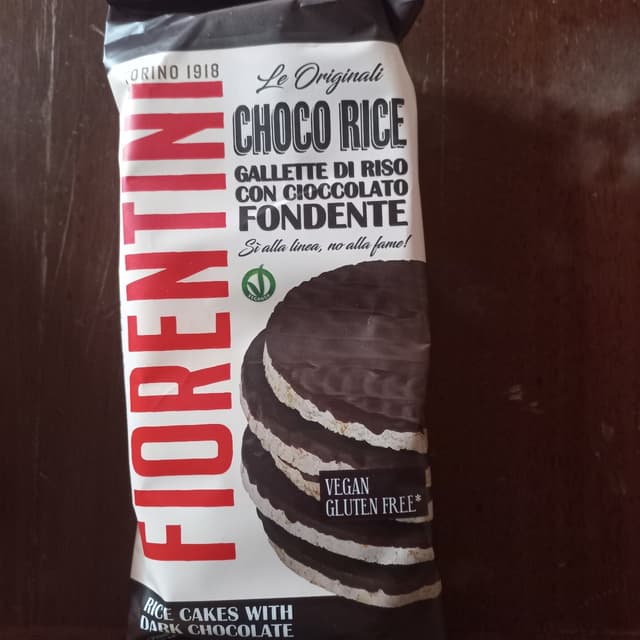 TORINO 1918
FIORENTINI
Le Originali
CHOCO RICE
GALLETTE DI RISO
CON CIOCCOLATO
FONDENTE
Sì alla linea, no alla fame!
VEGAN
GLUTEN FREE*
RICE CAKES WITH
DARK CHOCOLATE